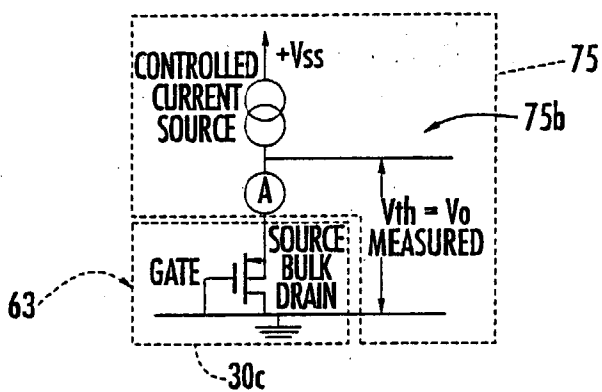 +Vss
75
CONTROLLED
CURRENT
SOURCE
75b
A
Vth = Vo
MEASURED
SOURCE
BULK
DRAIN
GATE
63
30c